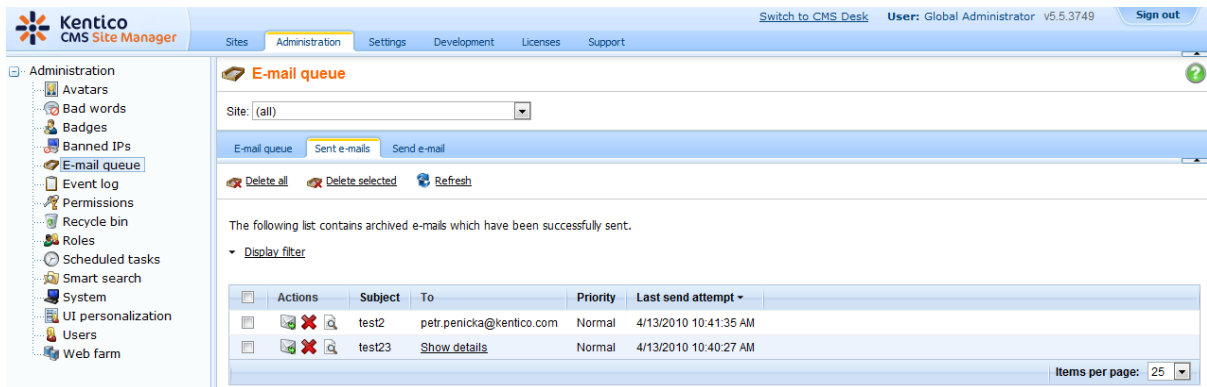 Kentico
CMS Site Manager
Switch to CMS Desk User: Global Administrator v5.5.3749 Sign out
Sites Administration Settings Development Licenses Support
Administration
Avatars
Bad words
Badges
Banned IPs
E-mail queue
Event log
Permissions
Recycle bin
Roles
Scheduled tasks
Smart search
System
UI personalization
Users
Web farm
E-mail queue
Site: (all)
E-mail queue Sent e-mails Send e-mail
Delete all Delete selected Refresh
The following list contains archived e-mails which have been successfully sent.
Display filter
Actions Subject To Priority Last send attempt
test2 petr.penicka@kentico.com Normal 4/13/2010 10:41:35 AM
test23 Show details Normal 4/13/2010 10:40:27 AM
Items per page: 25